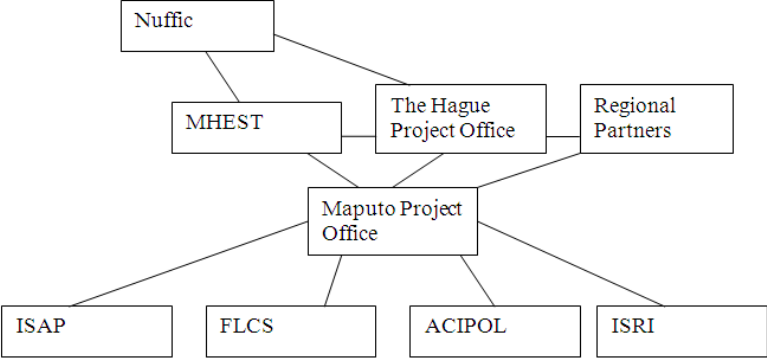 Nuffic
MHEST
The Hague
Project Office
Regional
Partners
Maputo Project
Office
ISAP
FLCS
ACIPOL
ISRI